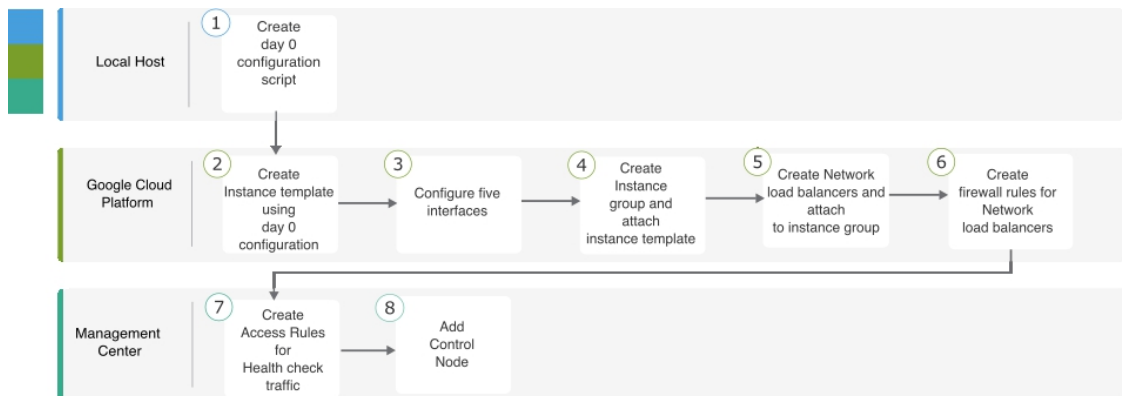 Local Host
1
Create
day 0
configuration
script
Google Cloud
Platform
2
Create
Instance template
using
day 0
configuration
3
Configure five
interfaces
4
Create
Instance
group and
attach
instance template
5
Create Network
load balancers and
attach
to instance group
6
Create
firewall rules for
Network
load balancers
Management
Center
7
Create
Access Rules
for
Health check
traffic
8
Add
Control
Node